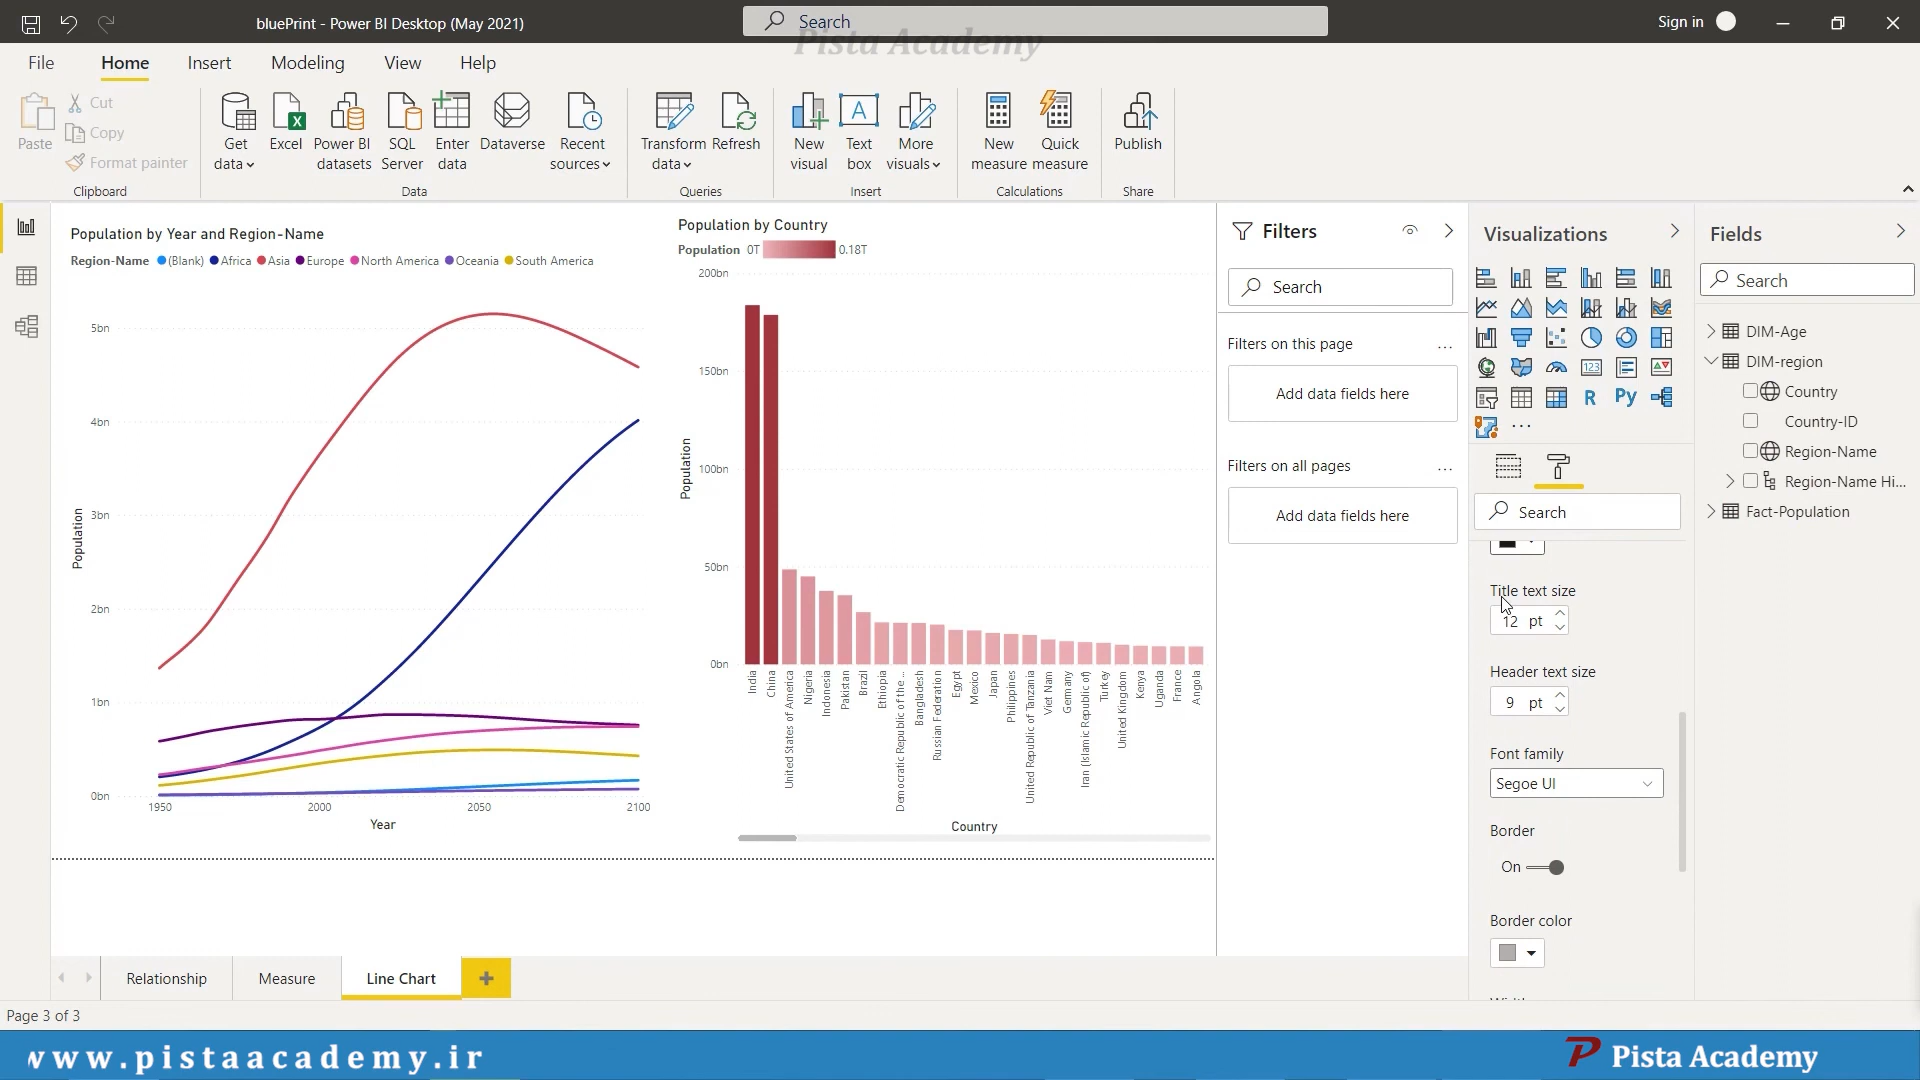 bluePrint - Power BI Desktop (May 2021)
Search
Sign in
Pista Academy
File
Home
Insert
Modeling
View
Help
Paste
Cut
Copy
Format painter
Clipboard
Get data
Excel
Power BI datasets
SQL Server
Enter data
Dataverse
Recent sources
Data
Transform data
Refresh
Queries
New visual
Text box
More visuals
Insert
New measure
Quick measure
Calculations
Publish
Share
Population by Year and Region-Name
Region-Name (Blank) Africa Asia Europe North America Oceania South America
5bn
4bn
3bn
2bn
1bn
0bn
Population
1950 2000 2050 2100
Year
Population by Country
Population 0T 0.18T
200bn
150bn
100bn
50bn
0bn
Population
India
China
United States of America
Nigeria
Indonesia
Pakistan
Brazil
Ethiopia
Democratic Republic of the ...
Bangladesh
Russian Federation
Egypt
Mexico
Japan
Philippines
United Republic of Tanzania
Viet Nam
Germany
Iran (Islamic Republic of)
Turkey
United Kingdom
Kenya
Uganda
France
Angola
Country
Filters
Search
Filters on this page
...
Add data fields here
Filters on all pages
...
Add data fields here
Visualizations
123
R
Py
...
Search
Title text size
12 pt
Header text size
9 pt
Font family
Segoe UI
Border
On
Border color
Fields
Search
DIM-Age
DIM-region
Country
Country-ID
Region-Name
Region-Name Hi...
Fact-Population
Relationship
Measure
Line Chart
Page 3 of 3
www.pistaacademy.ir
Pista Academy